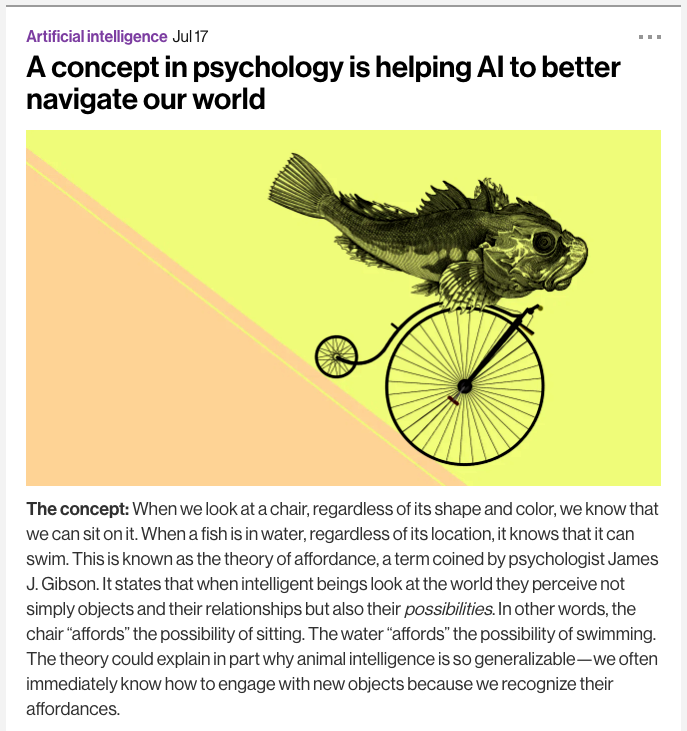 Artificial intelligence Jul 17
A concept in psychology is helping AI to better
navigate our world
The concept: When we look at a chair, regardless of its shape and color, we know that
we can sit on it. When a fish is in water, regardless of its location, it knows that it can
swim. This is known as the theory of affordance, a term coined by psychologist James
J. Gibson. It states that when intelligent beings look at the world they perceive not
simply objects and their relationships but also their possibilities. In other words, the
chair “affords” the possibility of sitting. The water “affords” the possibility of swimming.
The theory could explain in part why animal intelligence is so generalizable—we often
immediately know how to engage with new objects because we recognize their
affordances.